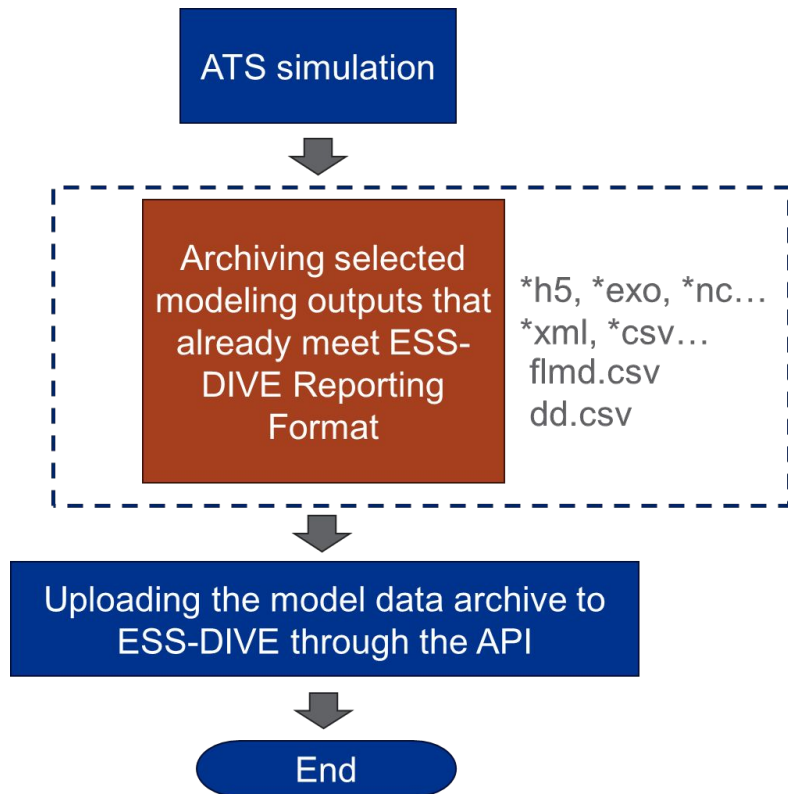 ATS simulation
Archiving selected
modeling outputs that
already meet ESS-
DIVE Reporting
Format
*h5, *exo, *nc…
*xml, *csv…
flmd.csv
dd.csv
Uploading the model data archive to
ESS-DIVE through the API
End